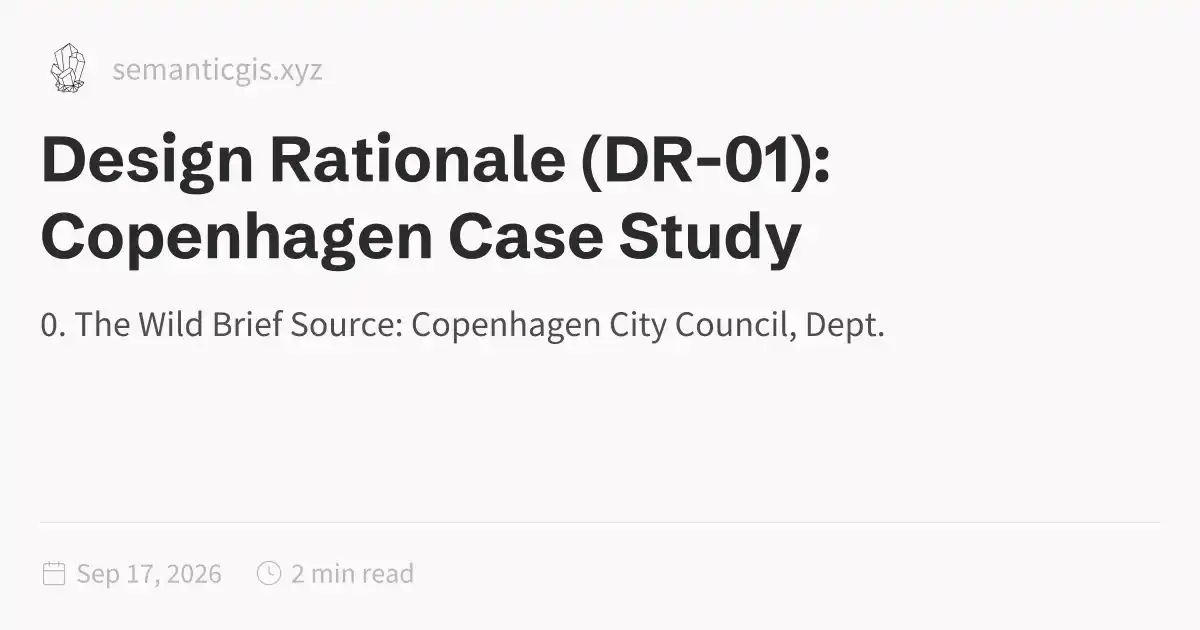 semanticgis.xyz
Design Rationale (DR-01):
Copenhagen Case Study
0. The Wild Brief Source: Copenhagen City Council, Dept.
Sep 17, 2026 2 min read